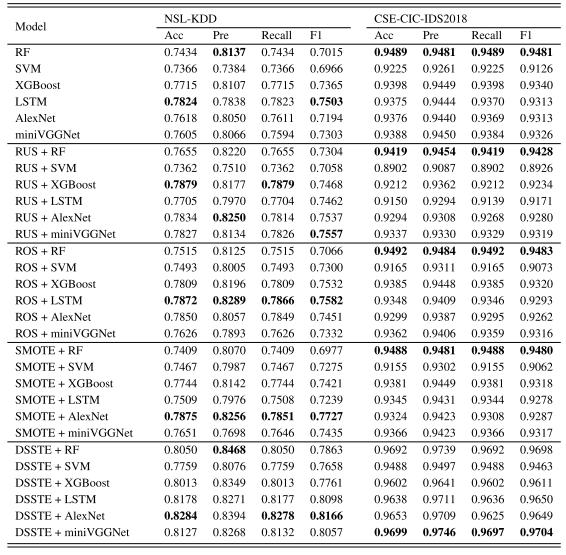 Model NSL-KDD CSE-CIC-IDS2018
Acc Pre Recall F1 Acc Pre Recall F1
RF 0.7434 0.8137 0.7434 0.7015 0.9489 0.9481 0.9489 0.9481
SVM 0.7366 0.7384 0.7366 0.6966 0.9225 0.9261 0.9225 0.9126
XGBoost 0.7715 0.8107 0.7715 0.7365 0.9398 0.9449 0.9398 0.9340
LSTM 0.7824 0.7838 0.7823 0.7503 0.9375 0.9444 0.9370 0.9313
AlexNet 0.7618 0.8050 0.7611 0.7194 0.9376 0.9440 0.9369 0.9313
miniVGGNet 0.7605 0.8066 0.7594 0.7303 0.9388 0.9450 0.9384 0.9326
RUS + RF 0.7655 0.8220 0.7655 0.7304 0.9419 0.9454 0.9419 0.9428
RUS + SVM 0.7362 0.7510 0.7362 0.7058 0.8902 0.9087 0.8902 0.8926
RUS + XGBoost 0.7879 0.8177 0.7879 0.7468 0.9212 0.9362 0.9212 0.9234
RUS + LSTM 0.7705 0.7970 0.7704 0.7462 0.9150 0.9294 0.9139 0.9171
RUS + AlexNet 0.7834 0.8250 0.7814 0.7537 0.9294 0.9308 0.9268 0.9280
RUS + miniVGGNet 0.7827 0.8134 0.7826 0.7557 0.9337 0.9330 0.9329 0.9319
ROS + RF 0.7515 0.8125 0.7515 0.7066 0.9492 0.9484 0.9492 0.9483
ROS + SVM 0.7493 0.8005 0.7493 0.7300 0.9165 0.9311 0.9165 0.9073
ROS + XGBoost 0.7809 0.8196 0.7809 0.7532 0.9385 0.9448 0.9385 0.9320
ROS + LSTM 0.7872 0.8289 0.7866 0.7582 0.9348 0.9409 0.9346 0.9293
ROS + AlexNet 0.7850 0.8057 0.7849 0.7451 0.9299 0.9387 0.9295 0.9262
ROS + miniVGGNet 0.7626 0.7893 0.7626 0.7332 0.9362 0.9406 0.9359 0.9316
SMOTE + RF 0.7409 0.8070 0.7409 0.6977 0.9488 0.9481 0.9488 0.9480
SMOTE + SVM 0.7467 0.7987 0.7467 0.7275 0.9155 0.9302 0.9155 0.9062
SMOTE + XGBoost 0.7744 0.8142 0.7744 0.7421 0.9381 0.9449 0.9381 0.9318
SMOTE + LSTM 0.7509 0.7976 0.7508 0.7239 0.9345 0.9431 0.9344 0.9278
SMOTE + AlexNet 0.7875 0.8256 0.7851 0.7727 0.9324 0.9423 0.9308 0.9287
SMOTE + miniVGGNet 0.7651 0.7698 0.7646 0.7435 0.9366 0.9423 0.9366 0.9317
DSSTE + RF 0.8050 0.8468 0.8050 0.7863 0.9692 0.9739 0.9692 0.9698
DSSTE + SVM 0.7759 0.8076 0.7759 0.7658 0.9488 0.9497 0.9488 0.9463
DSSTE + XGBoost 0.8013 0.8349 0.8013 0.7761 0.9602 0.9641 0.9602 0.9611
DSSTE + LSTM 0.8178 0.8271 0.8177 0.8098 0.9638 0.9711 0.9636 0.9650
DSSTE + AlexNet 0.8284 0.8394 0.8278 0.8166 0.9653 0.9709 0.9625 0.9649
DSSTE + miniVGGNet 0.8127 0.8268 0.8132 0.8057 0.9699 0.9746 0.9697 0.9704